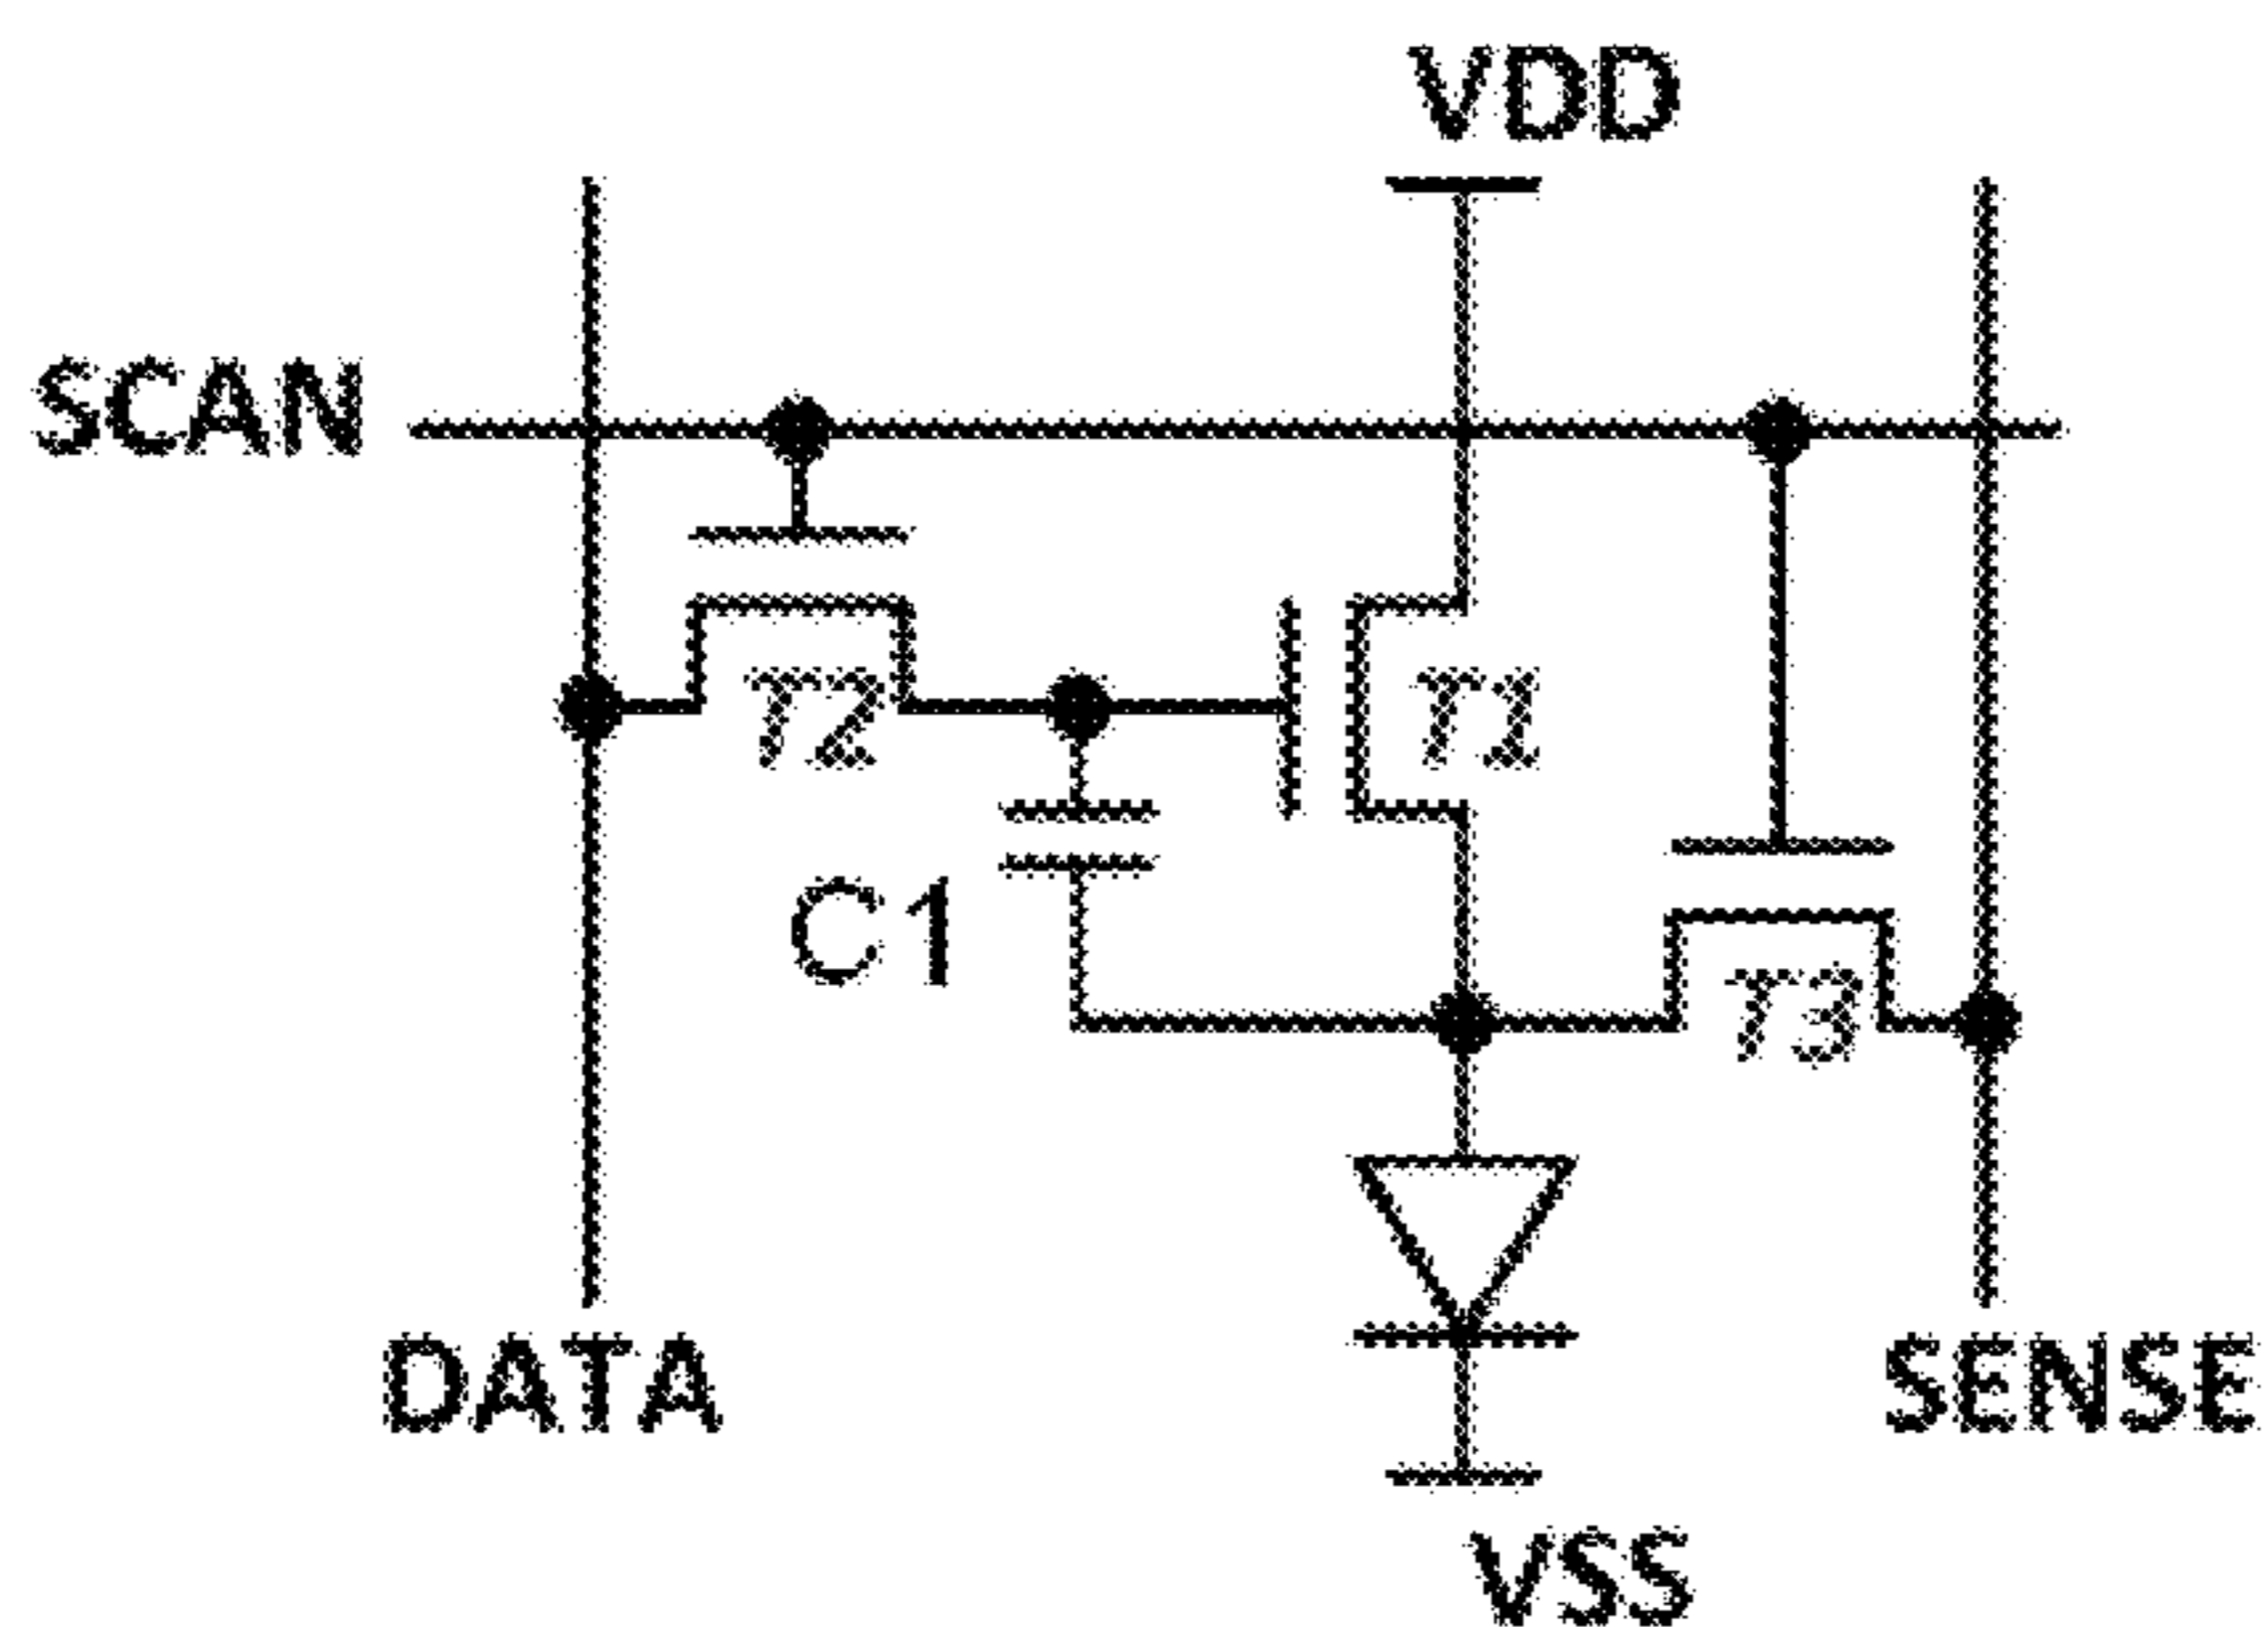 VDD
SCAN
T2
T1
C1
T3
DATA
SENSE
VSS